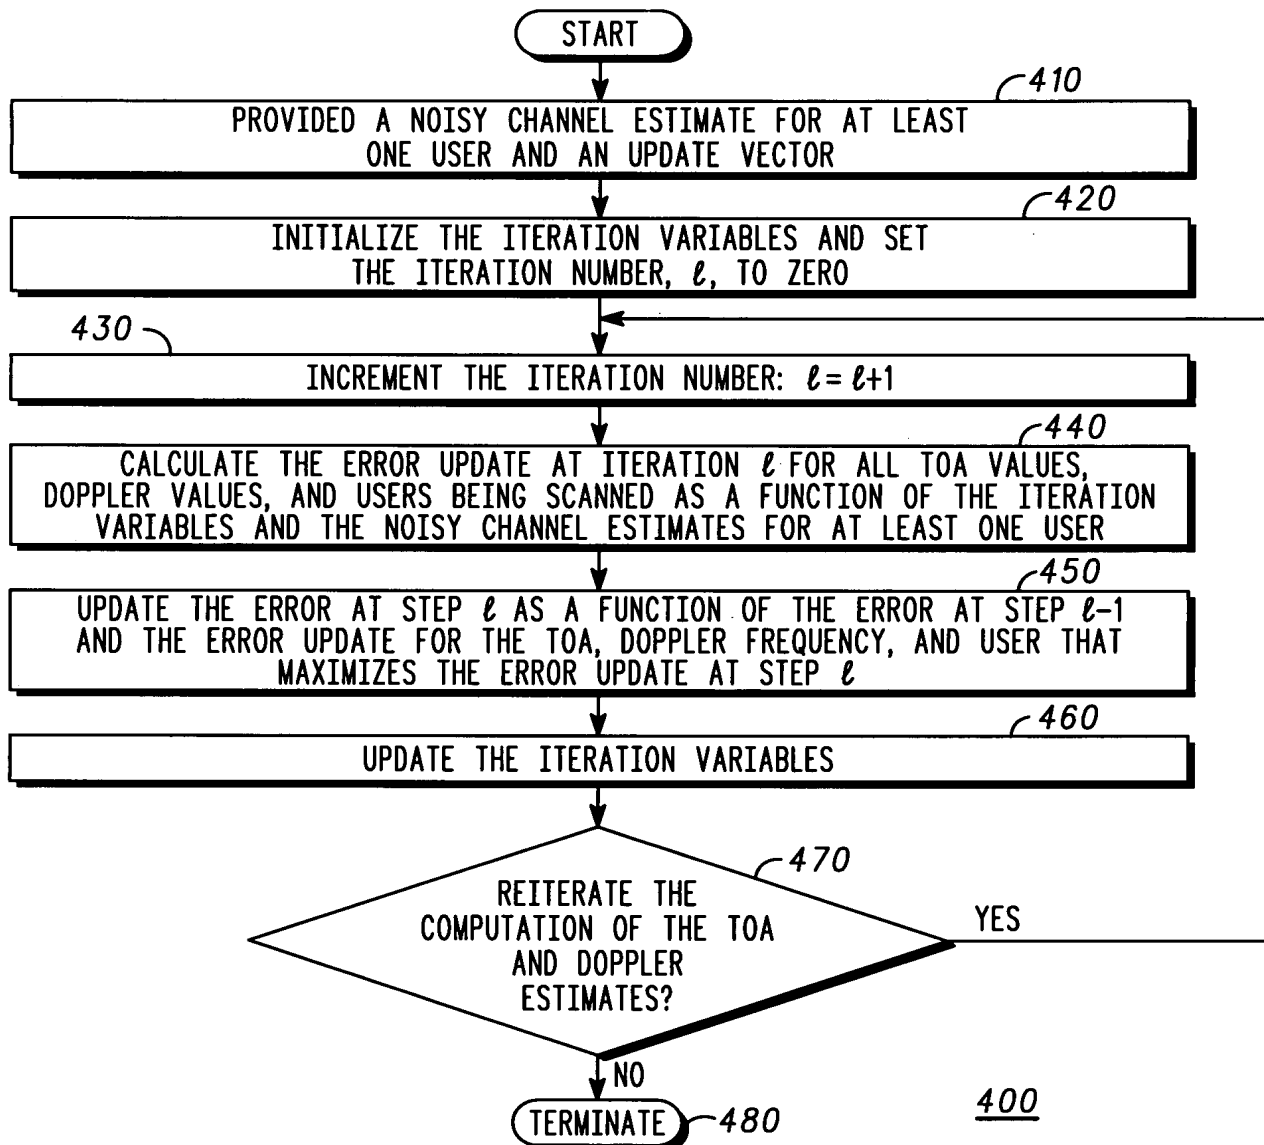 START
410
PROVIDED A NOISY CHANNEL ESTIMATE FOR AT LEAST
ONE USER AND AN UPDATE VECTOR
420
INITIALIZE THE ITERATION VARIABLES AND SET
THE ITERATION NUMBER, ℓ, TO ZERO
430
INCREMENT THE ITERATION NUMBER: ℓ = ℓ+1
440
CALCULATE THE ERROR UPDATE AT ITERATION ℓ FOR ALL TOA VALUES,
DOPPLER VALUES, AND USERS BEING SCANNED AS A FUNCTION OF THE ITERATION
VARIABLES AND THE NOISY CHANNEL ESTIMATES FOR AT LEAST ONE USER
450
UPDATE THE ERROR AT STEP ℓ AS A FUNCTION OF THE ERROR AT STEP ℓ-1
AND THE ERROR UPDATE FOR THE TOA, DOPPLER FREQUENCY, AND USER THAT
MAXIMIZES THE ERROR UPDATE AT STEP ℓ
460
UPDATE THE ITERATION VARIABLES
470
REITERATE THE
COMPUTATION OF THE TOA
AND DOPPLER
ESTIMATES?
YES
NO
TERMINATE
480
400